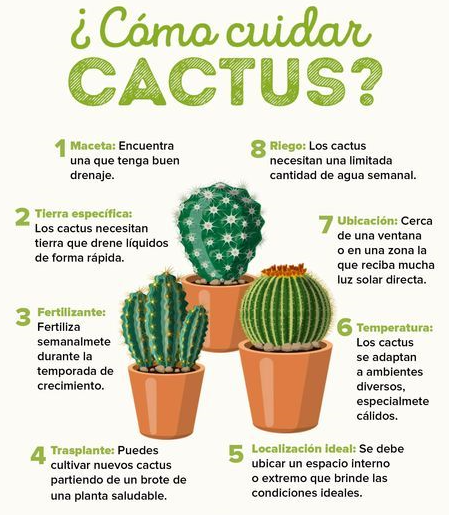 ¿Cómo cuidar
CACTUS?
1 Maceta: Encuentra
una que tenga buen
drenaje.
2 Tierra específica:
Los cactus necesitan
tierra que drene líquidos
de forma rápida.
3 Fertilizante:
Fertiliza
semanalmete
durante la
temporada de
crecimiento.
4 Trasplante: Puedes
cultivar nuevos cactus
partiendo de un brote de
una planta saludable.
5 Localización ideal: Se debe
ubicar un espacio interno
o extremo que brinde las
condiciones ideales.
6 Temperatura:
Los cactus
se adaptan
a ambientes
diversos,
especialmete
cálidos.
7 Ubicación: Cerca
de una ventana
o en una zona la
que reciba mucha
luz solar directa.
8 Riego: Los cactus
necesitan una limitada
cantidad de agua semanal.